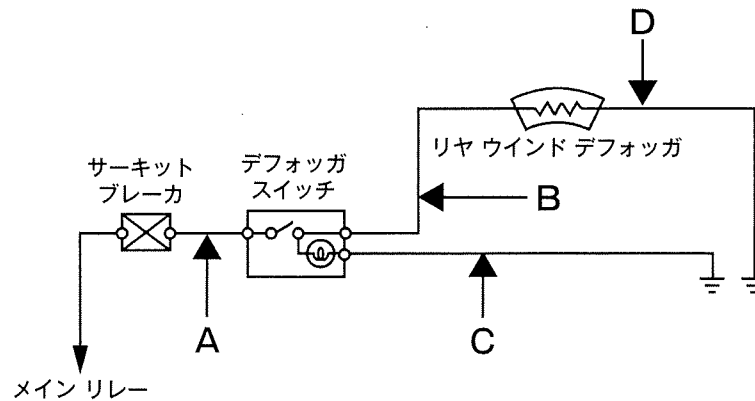 D
リヤ ウインド デフォッガ
サーキット
ブレーカ
デフォッガ
スイッチ
B
A
C
メイン リレー